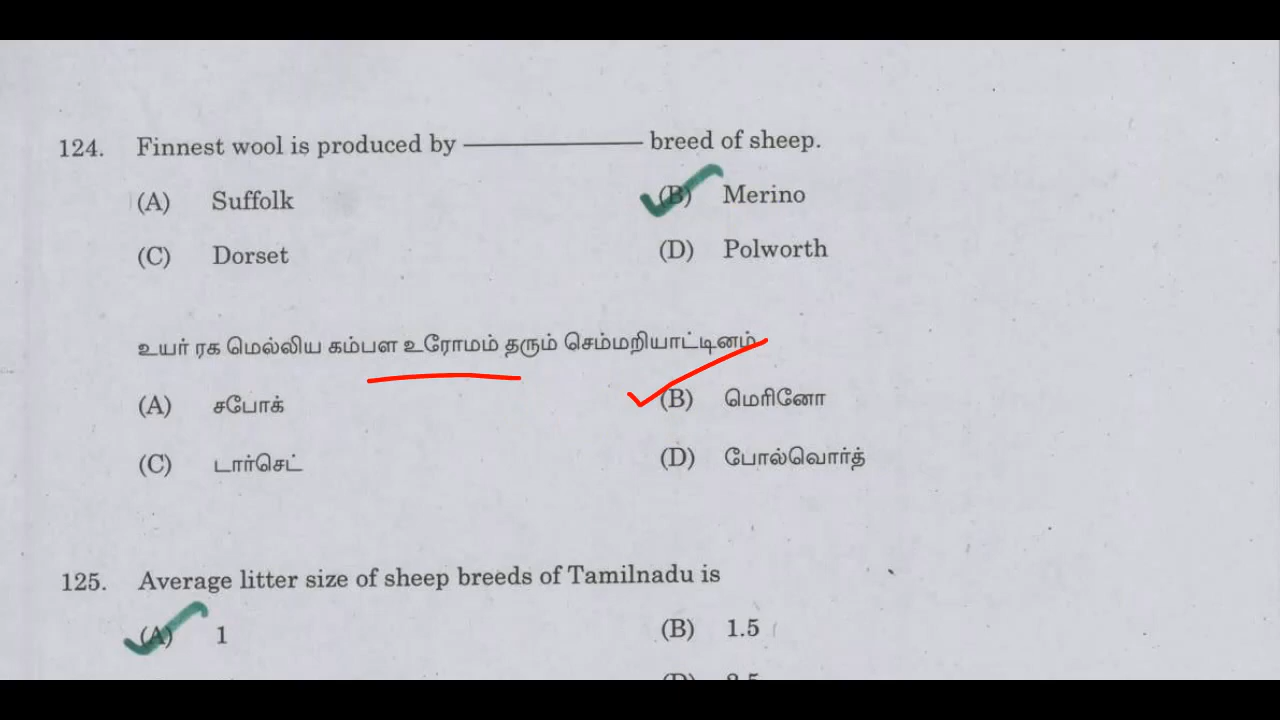 124. Finnest wool is produced by ——— breed of sheep.
(A) Suffolk (B) Merino
(C) Dorset (D) Polworth
உயர் ரக மெல்லிய கம்பள உரோமம் தரும் செம்மறியாட்டினம்
(A) சபோக் (B) மெரினோ
(C) டார்செட் (D) போல்வொர்த்
125. Average litter size of sheep breeds of Tamilnadu is
(A) 1 (B) 1.5